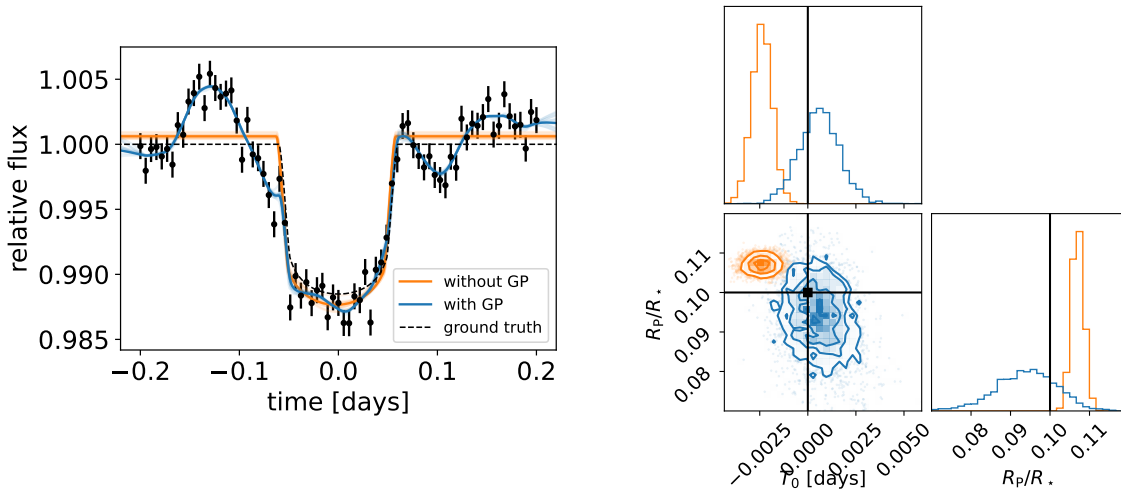 relative flux
1.005
1.000
0.995
0.990
0.985
without GP
with GP
ground truth
−0.2
−0.1
0.0
0.1
0.2
time [days]
R_P/R⋆
0.11
0.10
0.09
0.08
−0.0025
0.0000
0.0025
0.0050
T_0 [days]
0.08
0.09
0.10
0.11
R_P/R⋆